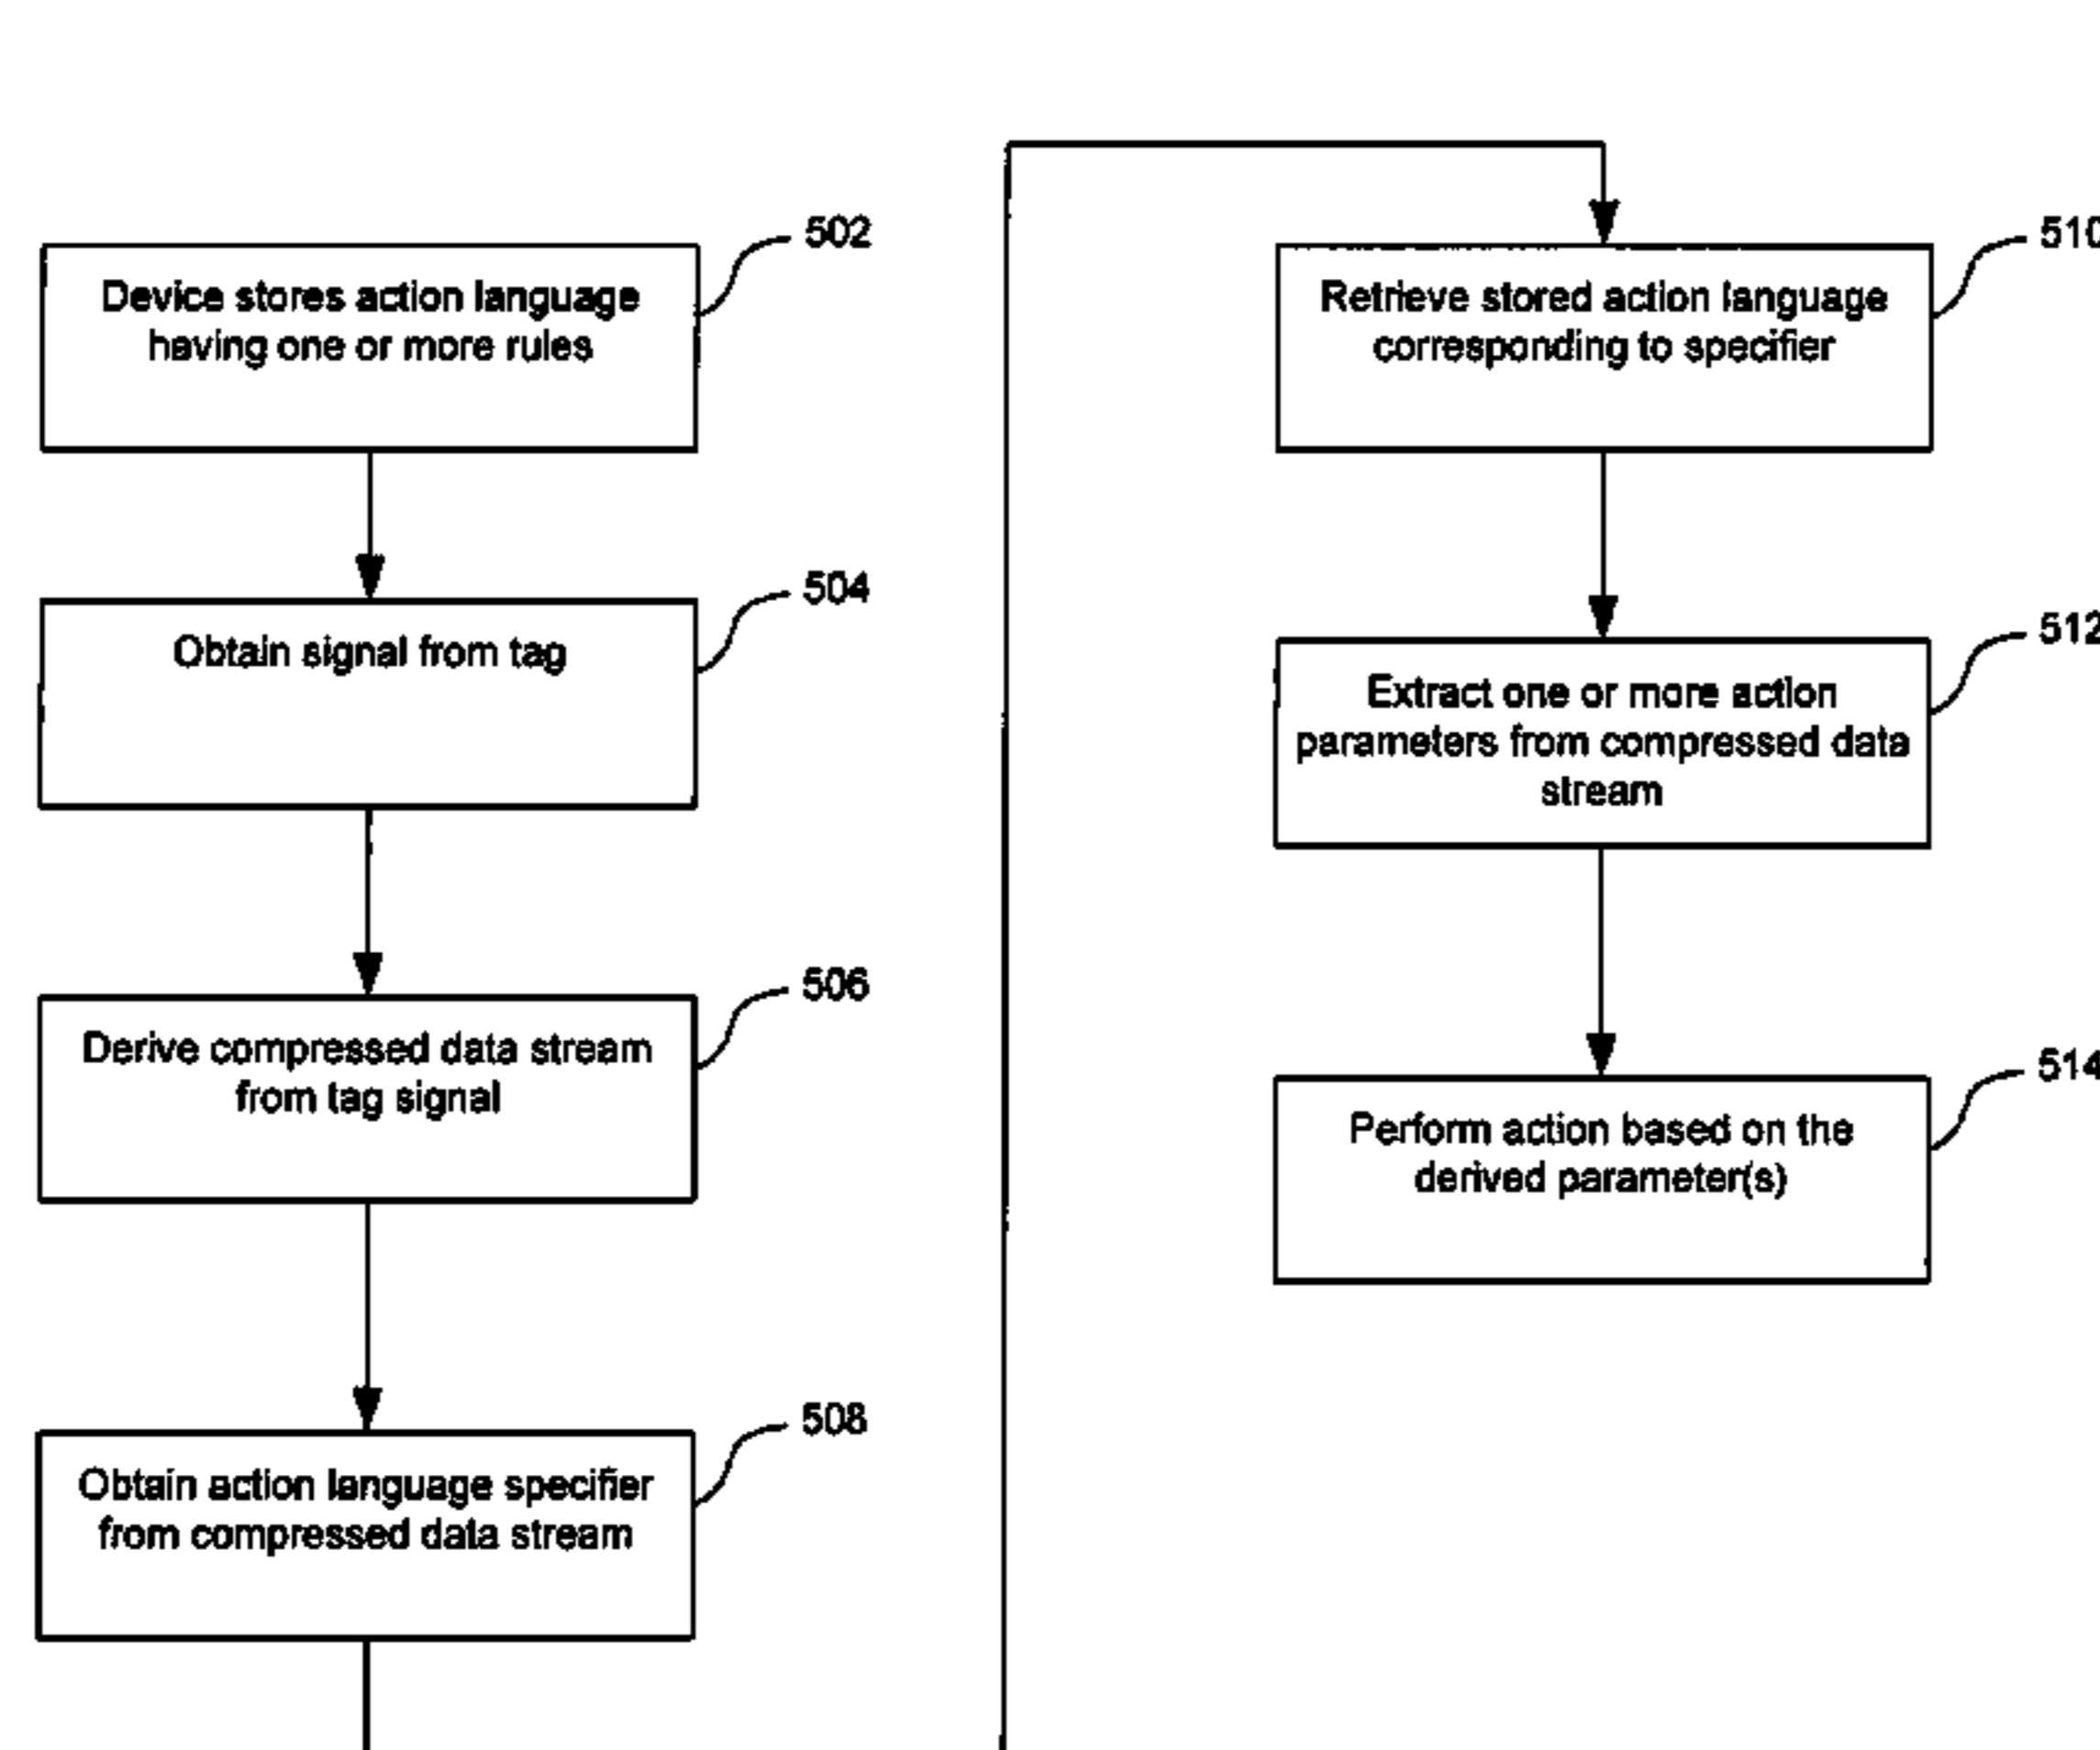 502
Device stores action language
having one or more rules
504
Obtain signal from tag
506
Derive compressed data stream
from tag signal
508
Obtain action language specifier
from compressed data stream
510
Retrieve stored action language
corresponding to specifier
512
Extract one or more action
parameters from compressed data
stream
514
Perform action based on the
derived parameter(s)